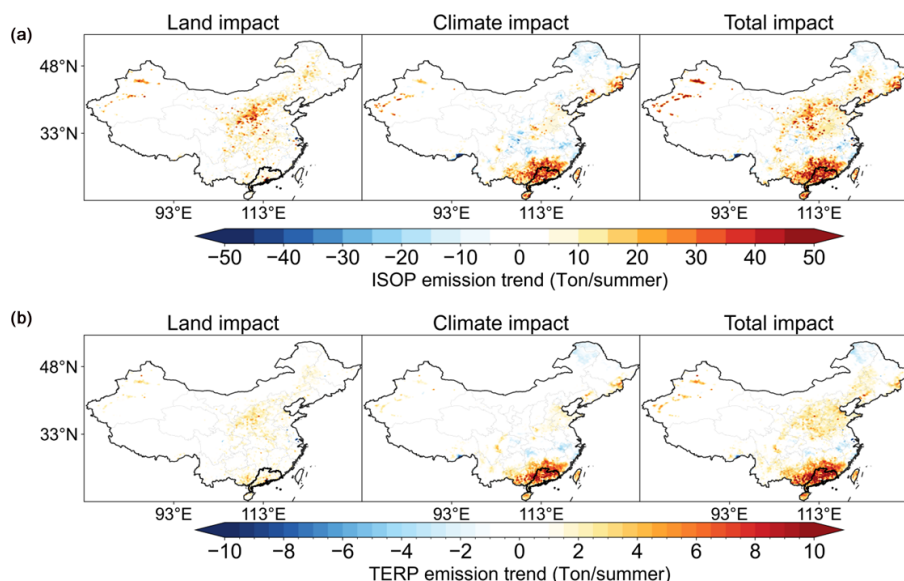 Land impact Climate impact Total impact
(a)
48°N
33°N
93°E 113°E 93°E 113°E 93°E 113°E
−50 −40 −30 −20 −10 0 10 20 30 40 50
ISOP emission trend (Ton/summer)
(b)
Land impact Climate impact Total impact
48°N
33°N
93°E 113°E 93°E 113°E 93°E 113°E
−10 −8 −6 −4 −2 0 2 4 6 8 10
TERP emission trend (Ton/summer)